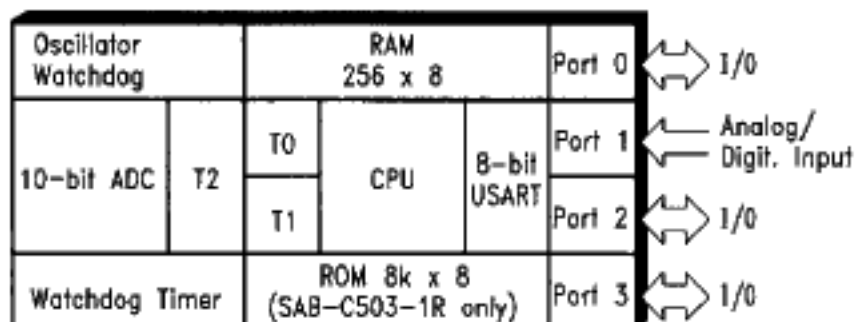 Oscillator
Watchdog
RAM
256 x 8
Port 0
I/O
10-bit ADC
T2
T0
T1
CPU
8-bit
USART
Port 1
Analog/
Digit. Input
Port 2
I/O
Watchdog Timer
ROM 8k x 8
(SAB-C503-1R only)
Port 3
I/O